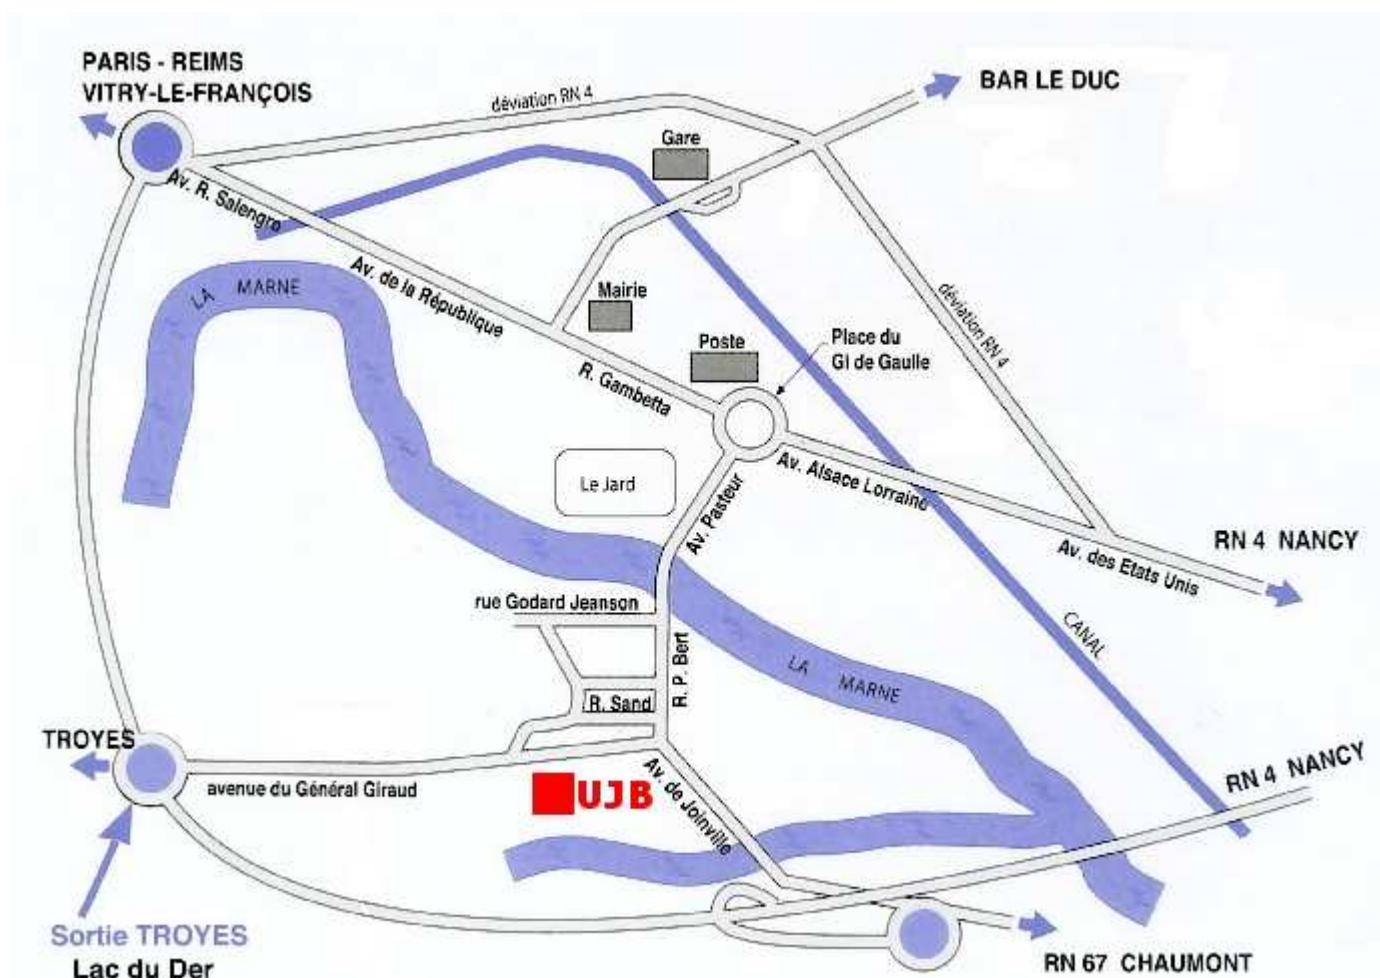 PARIS - REIMS
VITRY-LE-FRANÇOIS
déviation RN 4
BAR LE DUC
Gare
Av. R. Salengro
LA MARNE
Av. de la République
Mairie
Poste
Place du
Gl de Gaulle
déviation RN 4
R. Gambetta
Le Jard
Av. Pasteur
Av. Alsace Lorraine
RN 4 NANCY
Av. des Etats Unis
rue Godard Jeanson
CANAL
R. P. Bert
LA MARNE
R. Sand
TROYES
avenue du Général Giraud
UJB
Av. de Joinville
RN 4 NANCY
Sortie TROYES
Lac du Der
RN 67 CHAUMONT